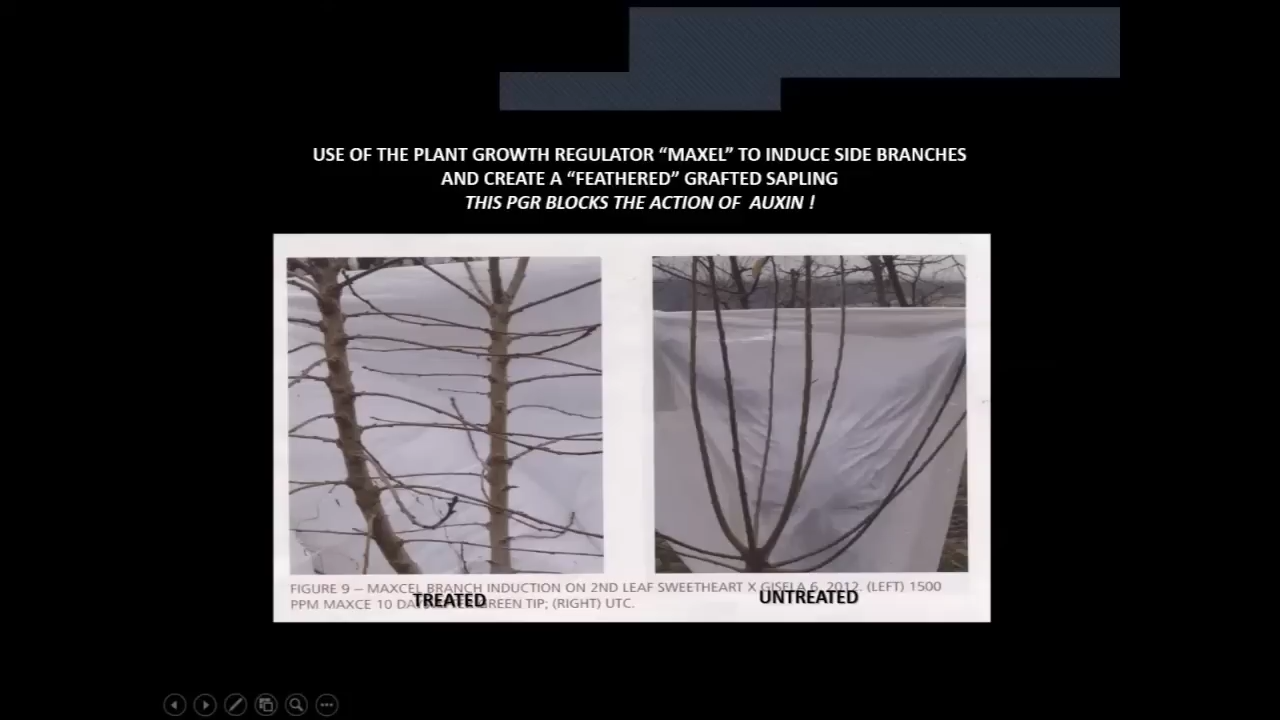 USE OF THE PLANT GROWTH REGULATOR “MAXEL” TO INDUCE SIDE BRANCHES
AND CREATE A “FEATHERED” GRAFTED SAPLING
THIS PGR BLOCKS THE ACTION OF AUXIN !
FIGURE 9 – MAXCEL BRANCH INDUCTION ON 2ND LEAF SWEETHEART X GISELA 6, 2012. (LEFT) 1500
PPM MAXCE 10 GREEN TIP; (RIGHT) UTC.
TREATED
UNTREATED